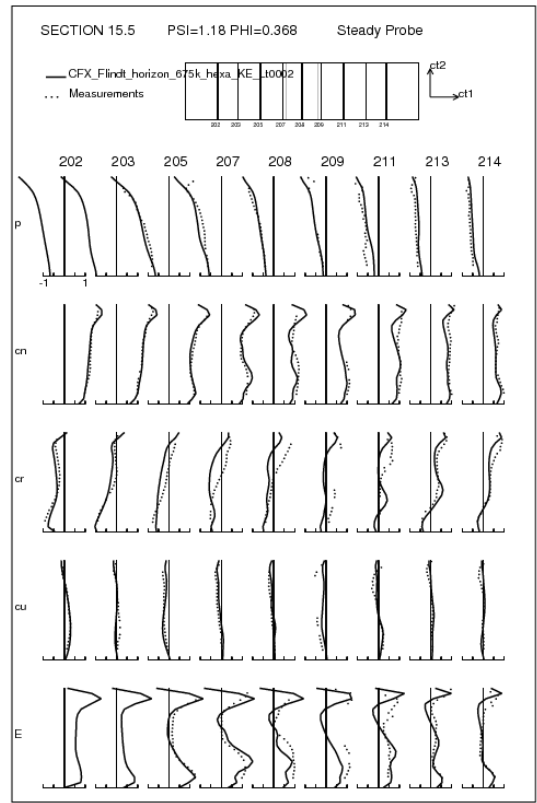 SECTION 15.5 PSI=1.18 PHI=0.368 Steady Probe
CFX_Flindt_horizon_675k_hexa_KE_Lt0002
Measurements
ct2
ct1
202 203 205 207 208 209 211 213 214
202 203 205 207 208 209 211 213 214
p
-1 1
cn
cr
cu
E